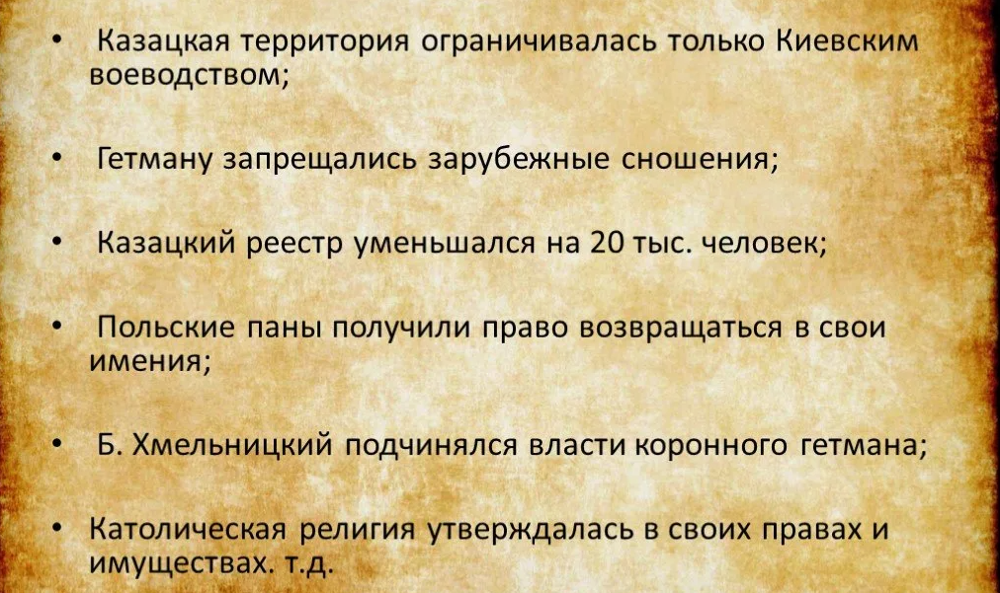 • Казацкая территория ограничивалась только Киевским
воеводством;
• Гетману запрещались зарубежные сношения;
• Казацкий реестр уменьшался на 20 тыс. человек;
• Польские паны получили право возвращаться в свои
имения;
• Б. Хмельницкий подчинялся власти коронного гетмана;
• Католическая религия утверждалась в своих правах и
имуществах. т.д.